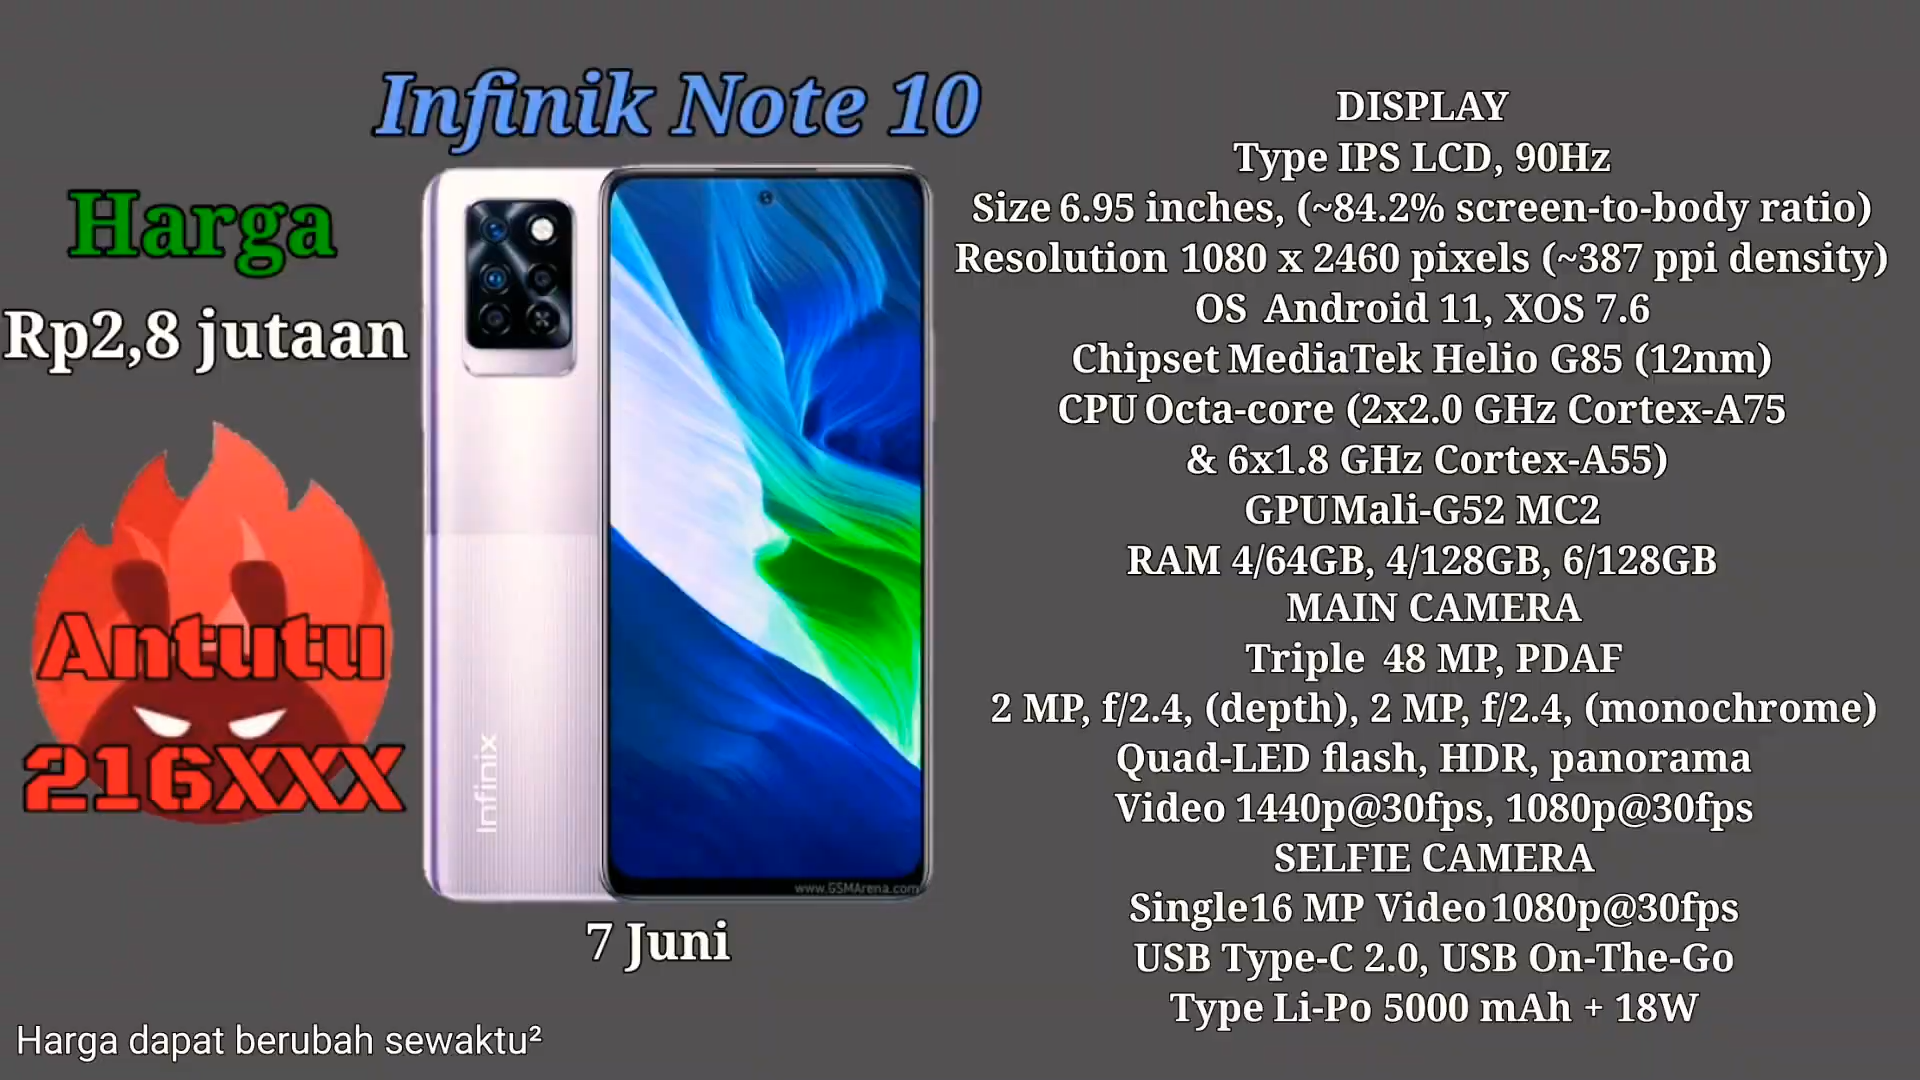 Infinik Note 10
Harga
Rp2,8 jutaan
Antutu
216XXX
Infinix
www.GSMArena.com
7 Juni
Harga dapat berubah sewaktu²
DISPLAY
Type IPS LCD, 90Hz
Size 6.95 inches, (~84.2% screen-to-body ratio)
Resolution 1080 x 2460 pixels (~387 ppi density)
OS Android 11, XOS 7.6
Chipset MediaTek Helio G85 (12nm)
CPU Octa-core (2x2.0 GHz Cortex-A75
& 6x1.8 GHz Cortex-A55)
GPUMali-G52 MC2
RAM 4/64GB, 4/128GB, 6/128GB
MAIN CAMERA
Triple 48 MP, PDAF
2 MP, f/2.4, (depth), 2 MP, f/2.4, (monochrome)
Quad-LED flash, HDR, panorama
Video 1440p@30fps, 1080p@30fps
SELFIE CAMERA
Single16 MP Video 1080p@30fps
USB Type-C 2.0, USB On-The-Go
Type Li-Po 5000 mAh + 18W